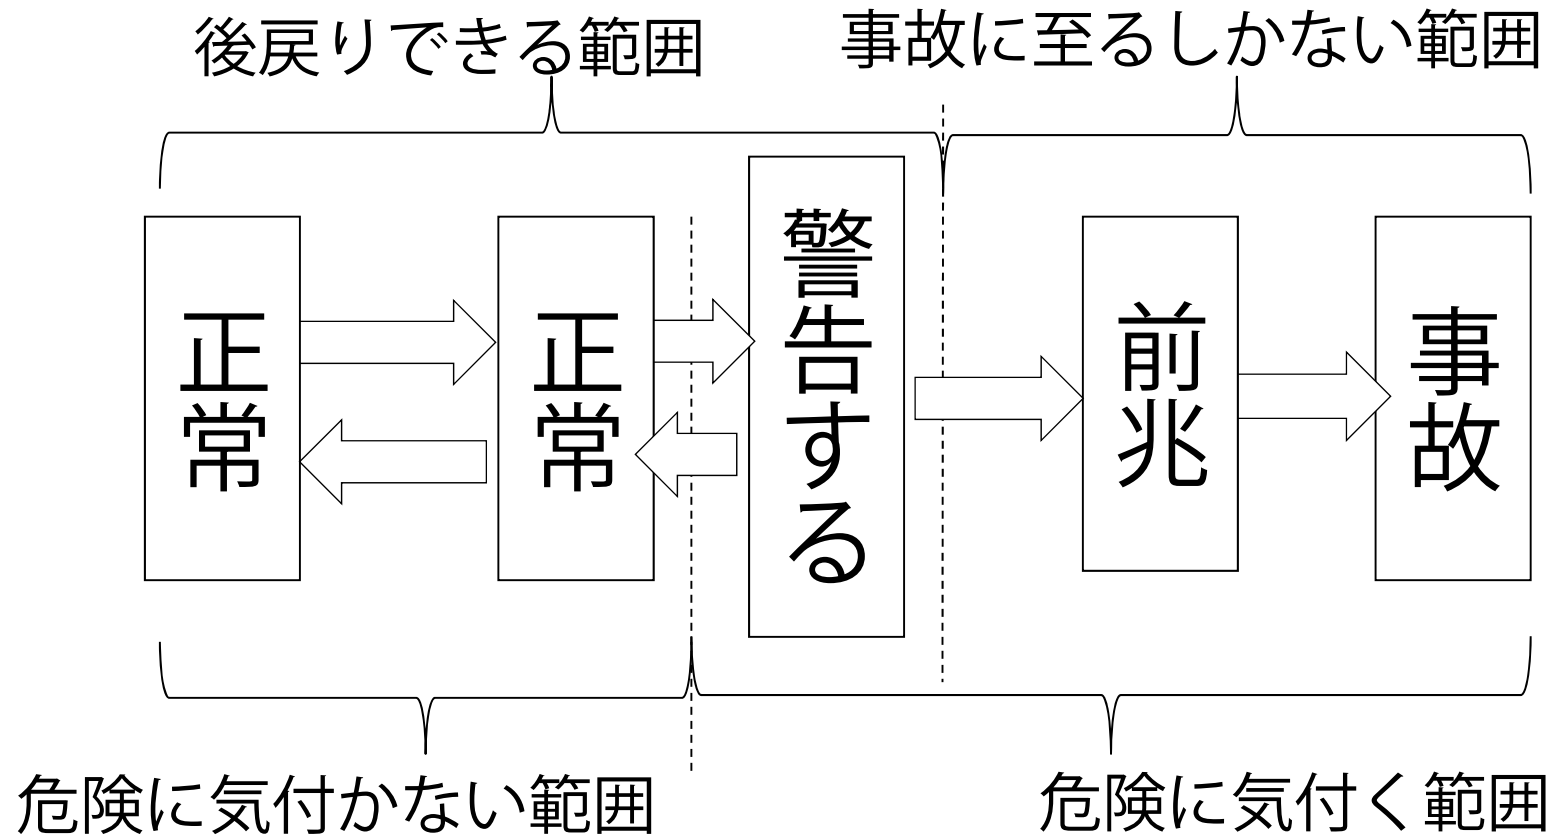 後戻りできる範囲
事故に至るしかない範囲
正常
正常
警告する
前兆
事故
危険に気付かない範囲
危険に気付く範囲